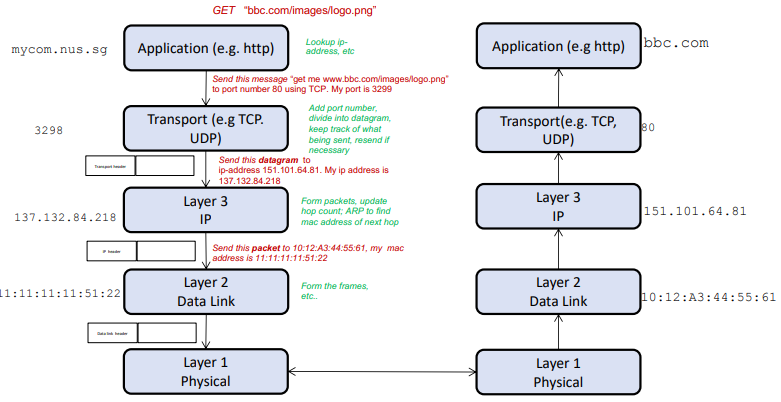 GET “bbc.com/images/logo.png”
mycom.nus.sg
Application (e.g. http)
Lookup ip-
address, etc
Application (e.g http)
bbc.com
Send this message “get me www.bbc.com/images/logo.png”
to port number 80 using TCP. My port is 3299
3298
Transport (e.g TCP.
UDP)
Add port number,
divide into datagram,
keep track of what
being sent, resend if
necessary
Transport(e.g. TCP,
UDP)
80
Transport header
Send this datagram to
ip-address 151.101.64.81. My ip address is
137.132.84.218
137.132.84.218
Layer 3
IP
Form packets, update
hop count; ARP to find
mac address of next hop
Layer 3
IP
151.101.64.81
IP header
Send this packet to 10:12:A3:44:55:61, my mac
address is 11:11:11:11:51:22
11:11:11:11:51:22
Layer 2
Data Link
Form the frames,
etc..
Layer 2
Data Link
10:12:A3:44:55:61
Data link header
Layer 1
Physical
Layer 1
Physical